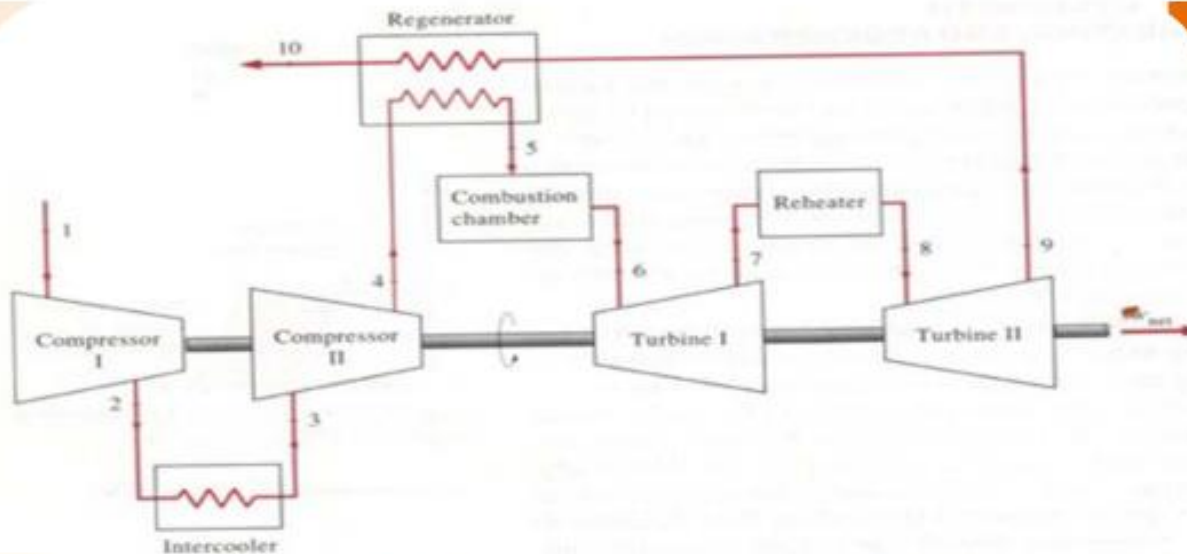 Regenerator
10
5
Combustion
chamber
Reheater
1
4
6
7
8
9
Compressor
I
Compressor
II
Turbine I
Turbine II
net
2
3
Intercooler